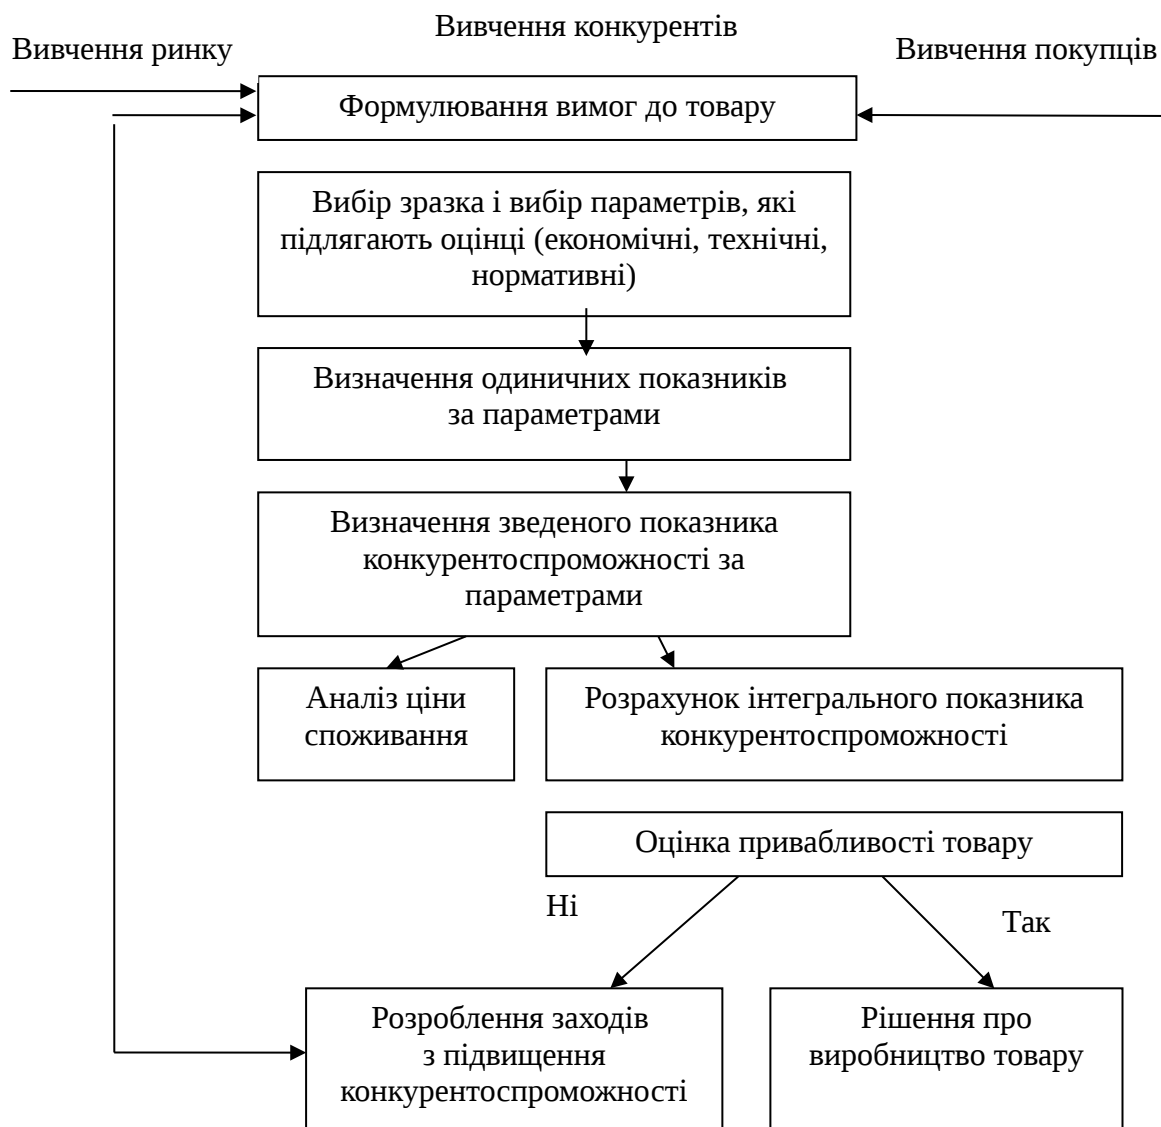 Вивчення конкурентів
Вивчення ринку
Вивчення покупців
Формулювання вимог до товару
Вибір зразка і вибір параметрів, які
підлягають оцінці (економічні, технічні,
нормативні)
Визначення одиничних показників
за параметрами
Визначення зведеного показника
конкурентоспроможності за
параметрами
Аналіз ціни
споживання
Розрахунок інтегрального показника
конкурентоспроможності
Оцінка привабливості товару
Ні
Так
Розроблення заходів
з підвищення
конкурентоспроможності
Рішення про
виробництво товару